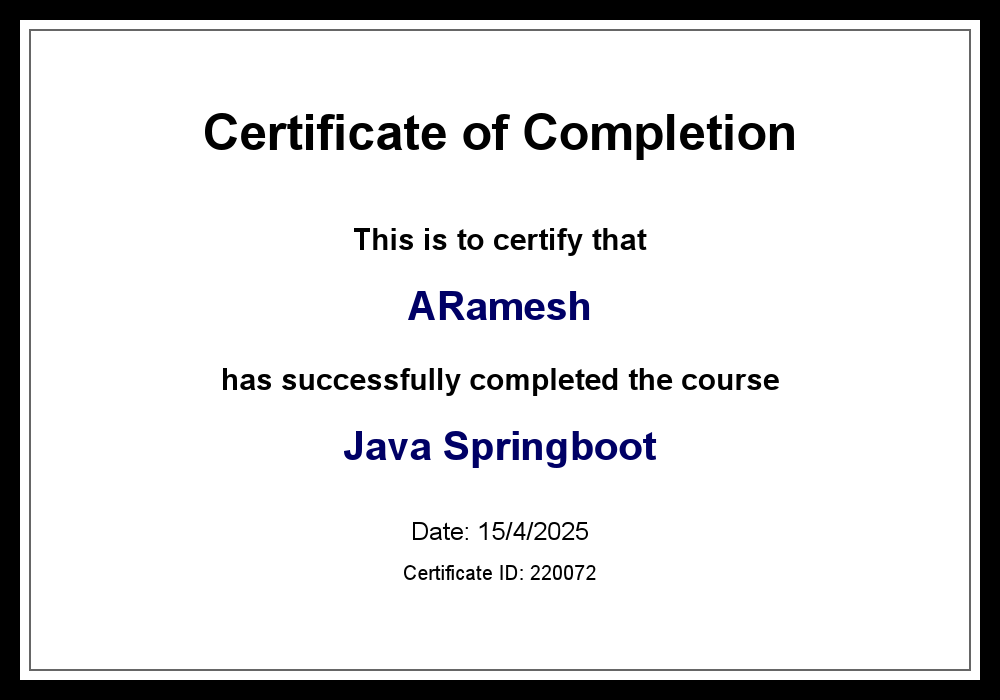 Certificate of Completion
This is to certify that
ARamesh
has successfully completed the course
Java Springboot
Date: 15/4/2025
Certificate ID: 220072